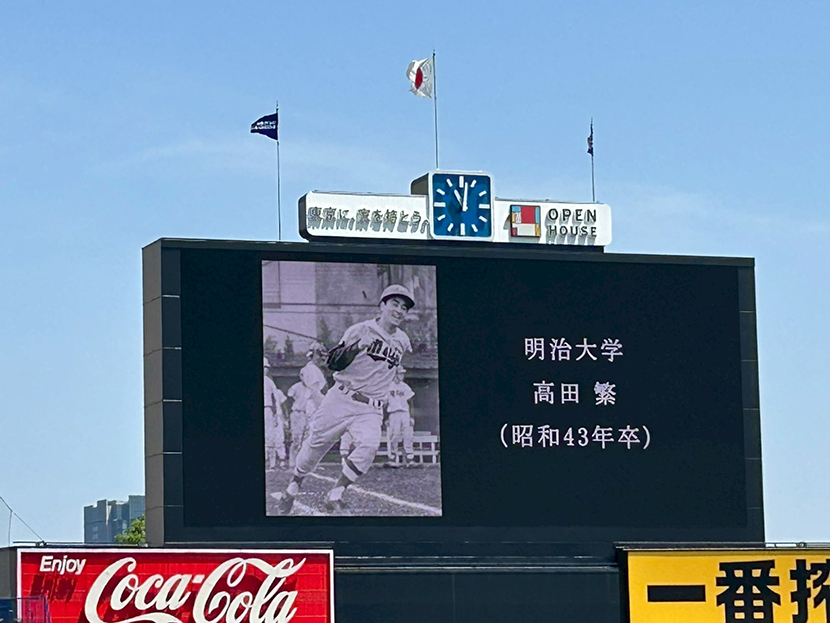 東京に、家を持とう。
OPEN
HOUSE
Meiji
明治大学
高田 繁
(昭和43年卒)
Enjoy
Coca-Cola
一番搾